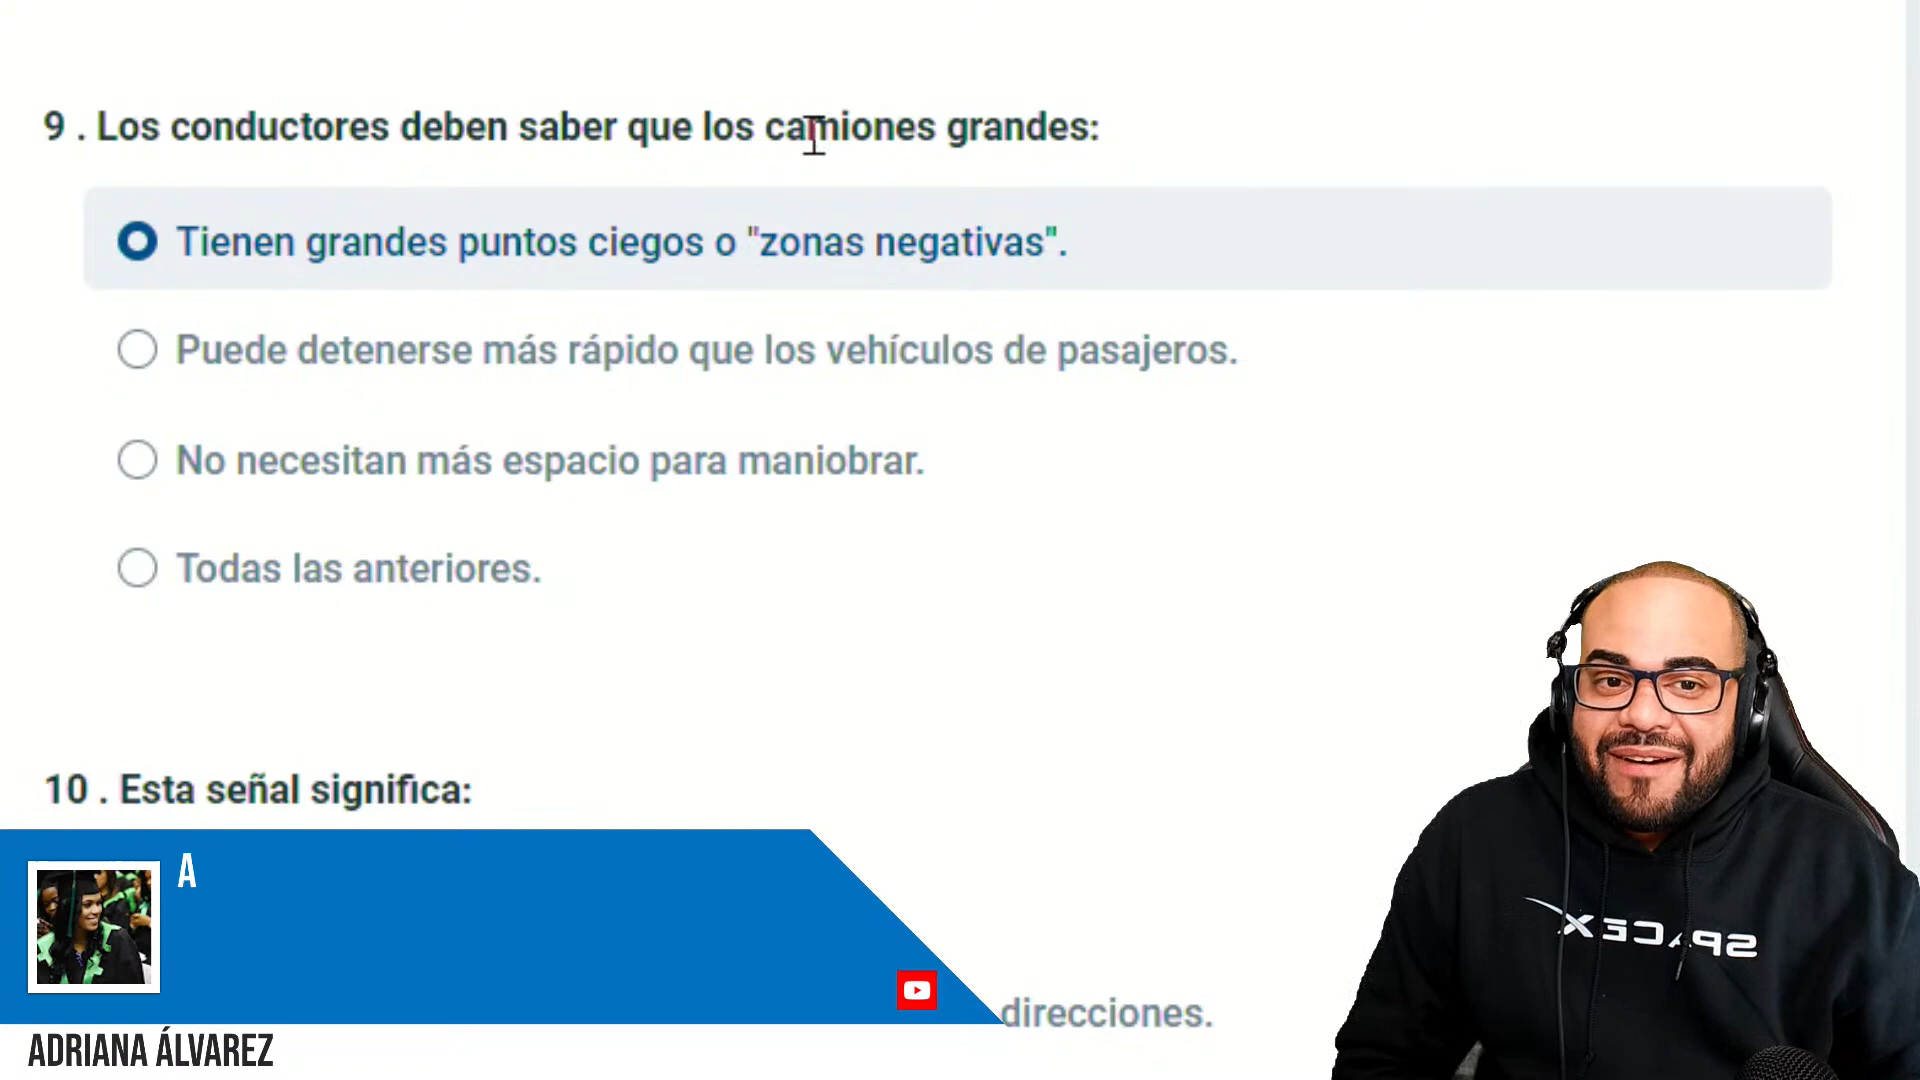 9 . Los conductores deben saber que los camiones grandes:
Tienen grandes puntos ciegos o "zonas negativas".
Puede detenerse más rápido que los vehículos de pasajeros.
No necesitan más espacio para maniobrar.
Todas las anteriores.
10 . Esta señal significa:
A
direcciones.
ADRIANA ÁLVAREZ
SPACEX